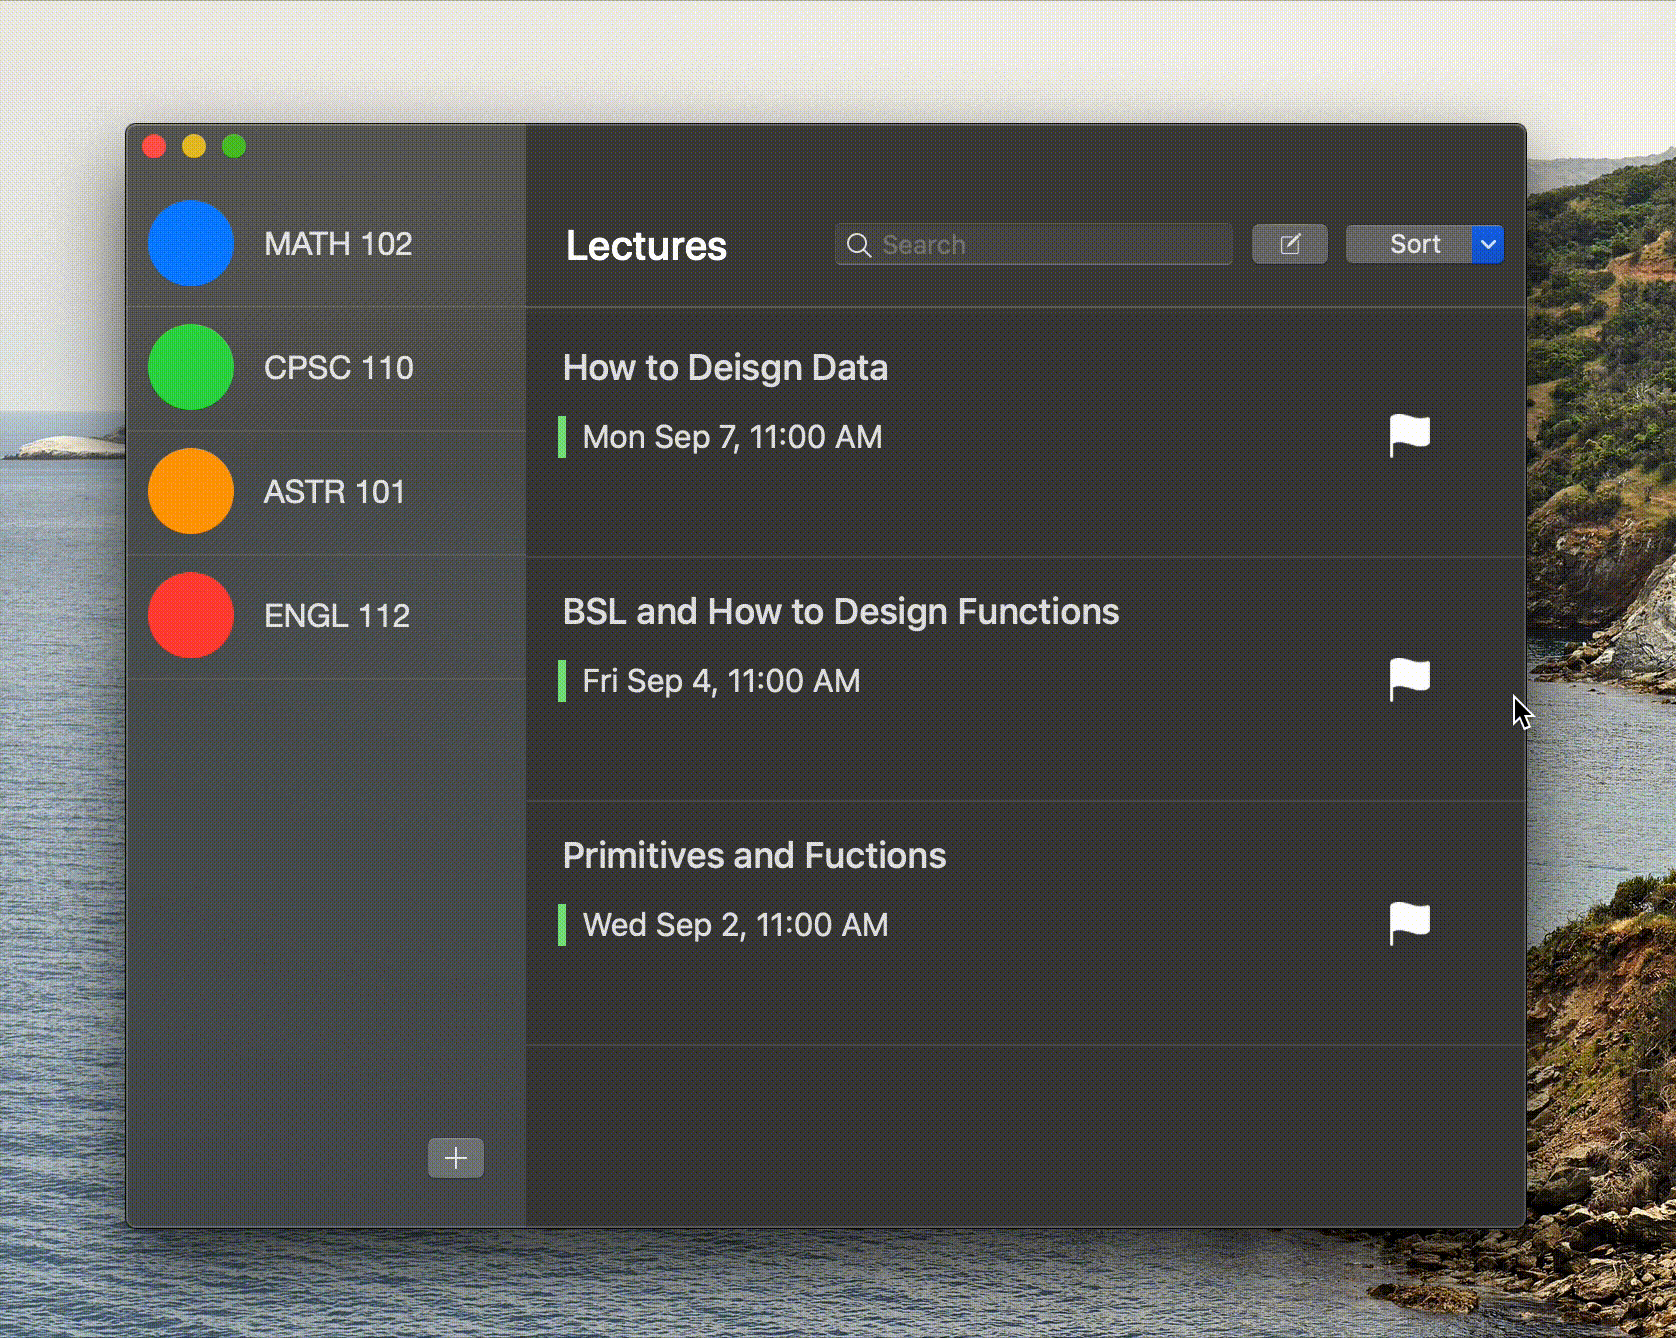 MATH 102
CPSC 110
ASTR 101
ENGL 112
Lectures
Search
Sort
How to Deisgn Data
Mon Sep 7, 11:00 AM
BSL and How to Design Functions
Fri Sep 4, 11:00 AM
Primitives and Fuctions
Wed Sep 2, 11:00 AM